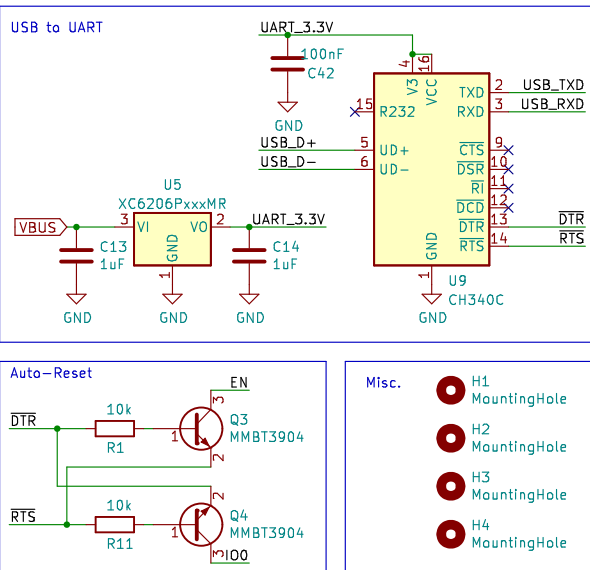 USB to UART
UART_3.3V
100nF
C42
GND
4
16
V3
VCC
15
R232
TXD
2
USB_TXD
RXD
3
USB_RXD
USB_D+
5
UD+
USB_D-
6
UD-
CTS
9
DSR
10
RI
11
DCD
12
DTR
13
DTR
RTS
14
RTS
GND
1
U9
CH340C
GND
U5
XC6206PxxxMR
VBUS
3
VI
VO
2
UART_3.3V
GND
1
C13
1uF
C14
1uF
GND
GND
GND
Auto-Reset
EN
3
DTR
10k
R1
1
Q3
MMBT3904
2
2
RTS
10k
R11
1
Q4
MMBT3904
3
IO0
Misc.
H1
MountingHole
H2
MountingHole
H3
MountingHole
H4
MountingHole